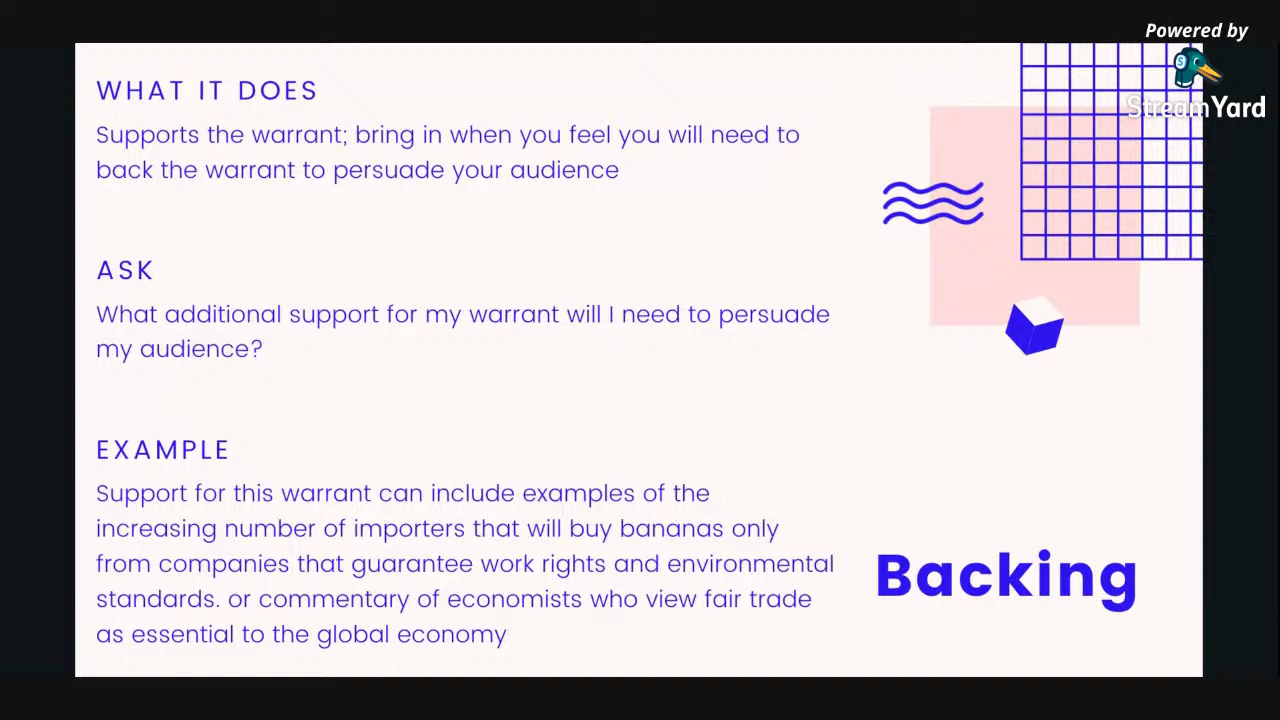 Powered by
StreamYard
WHAT IT DOES
Supports the warrant; bring in when you feel you will need to
back the warrant to persuade your audience
ASK
What additional support for my warrant will I need to persuade
my audience?
EXAMPLE
Support for this warrant can include examples of the
increasing number of importers that will buy bananas only
from companies that guarantee work rights and environmental
standards. or commentary of economists who view fair trade
as essential to the global economy
Backing